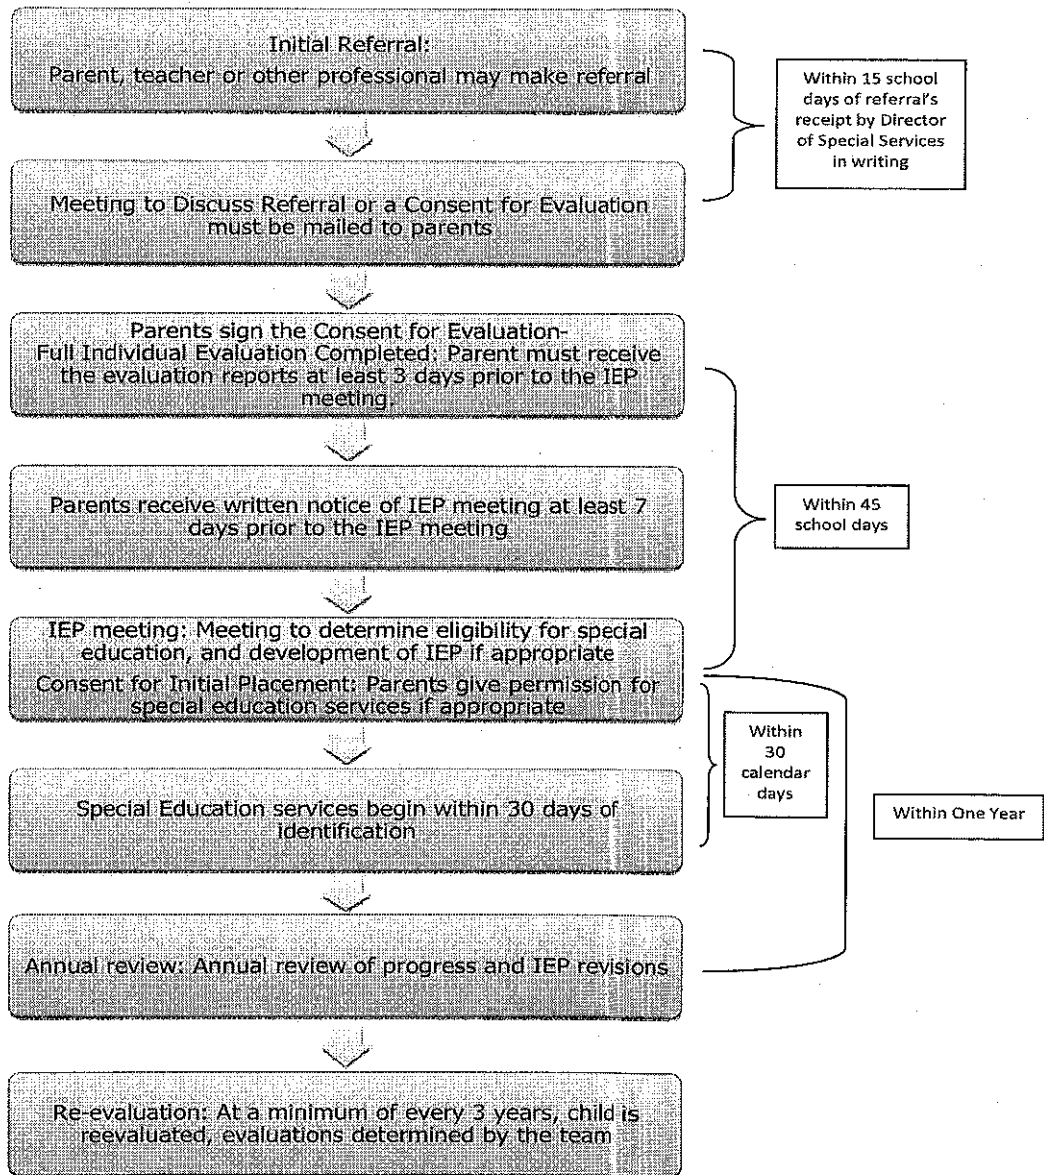 Initial Referral:
Parent, teacher or other professional may make referral
Within 15 school
days of referral's
receipt by Director
of Special Services
in writing
Meeting to Discuss Referral or a Consent for Evaluation
must be mailed to parents
Parents sign the Consent for Evaluation-
Full Individual Evaluation Completed: Parent must receive
the evaluation reports at least 3 days prior to the IEP
meeting.
Parents receive written notice of IEP meeting at least 7
days prior to the IEP meeting
Within 45
school days
IEP meeting: Meeting to determine eligibility for special
education, and development of IEP if appropriate
Consent for Initial Placement: Parents give permission for
special education services if appropriate
Within
30
calendar
days
Special Education services begin within 30 days of
identification
Within One Year
Annual review: Annual review of progress and IEP revisions
Re-evaluation: At a minimum of every 3 years, child is
reevaluated, evaluations determined by the team